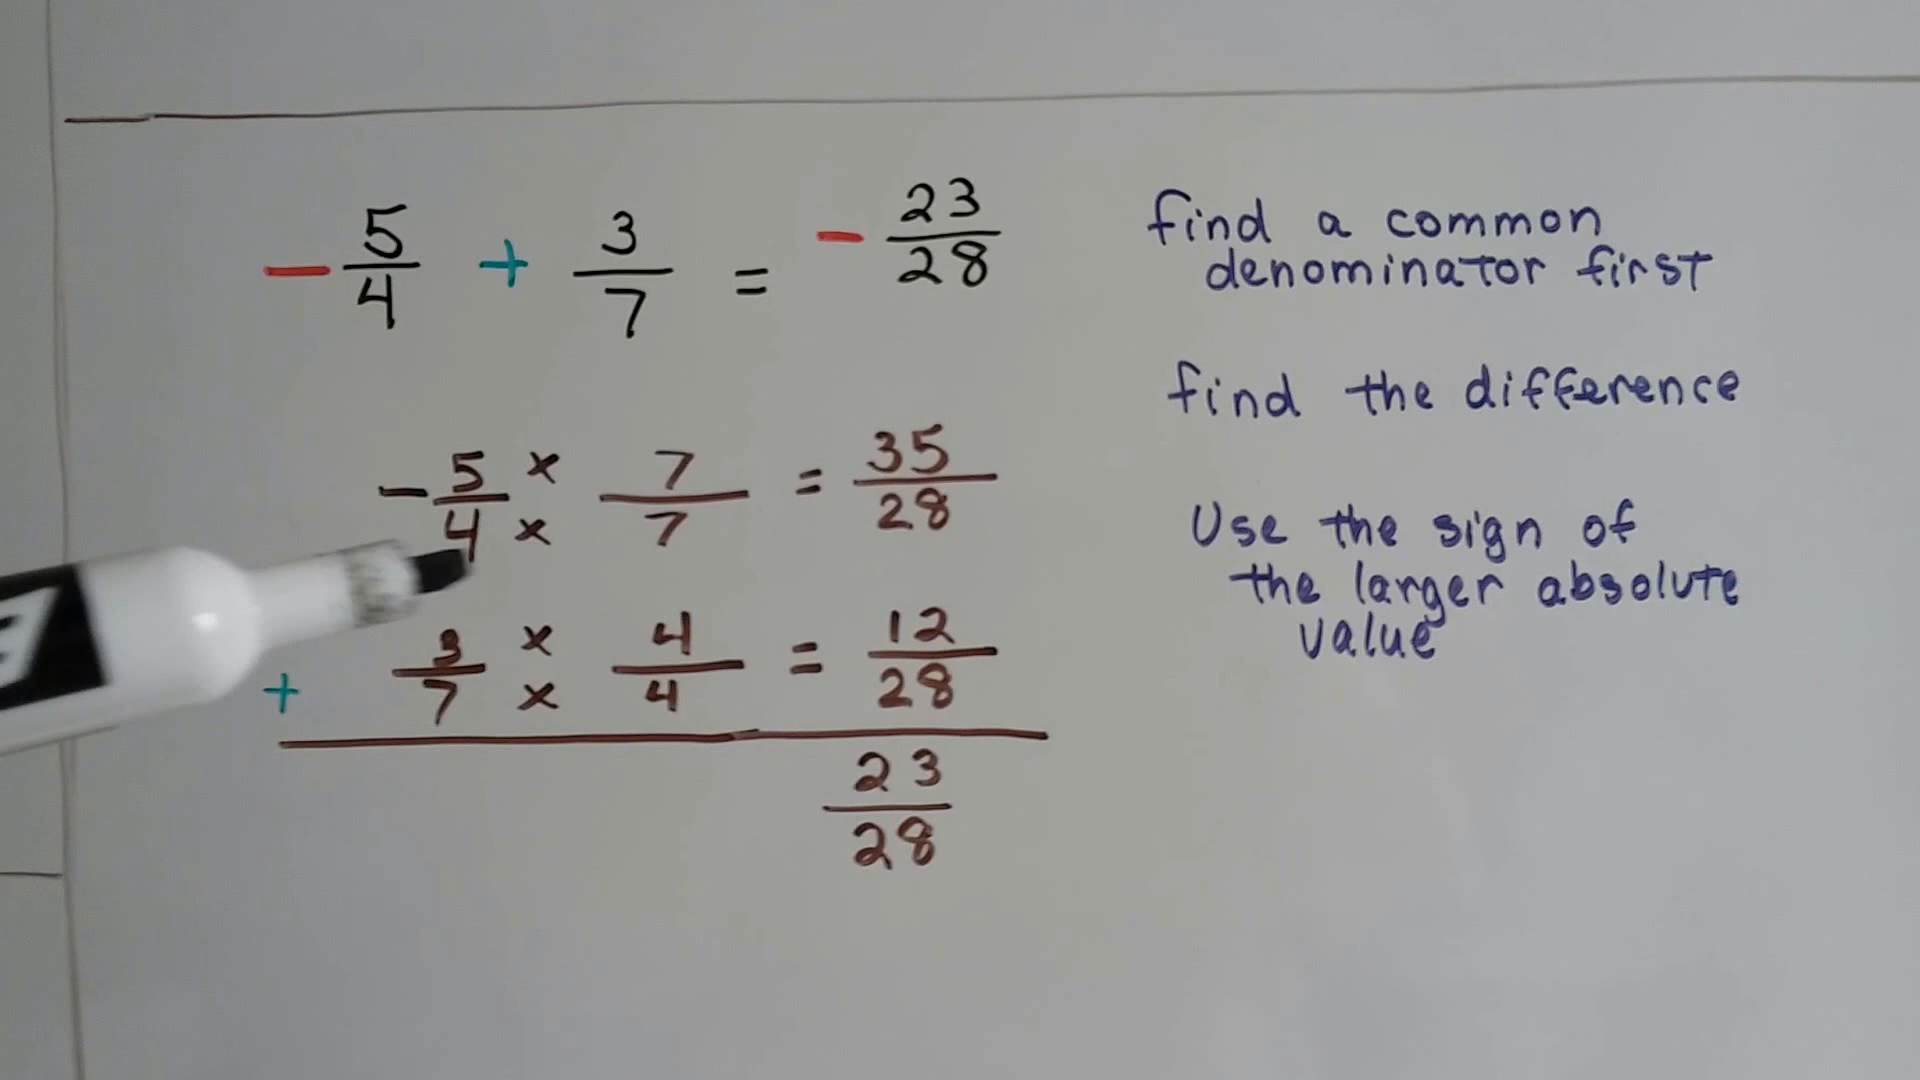 - 5/4 + 3/7 = - 23/28
find a common
denominator first
find the difference
- 5/4 × 7/7 = 35/28
Use the sign of
the larger absolute
value
+ 3/7 × 4/4 = 12/28
23/28